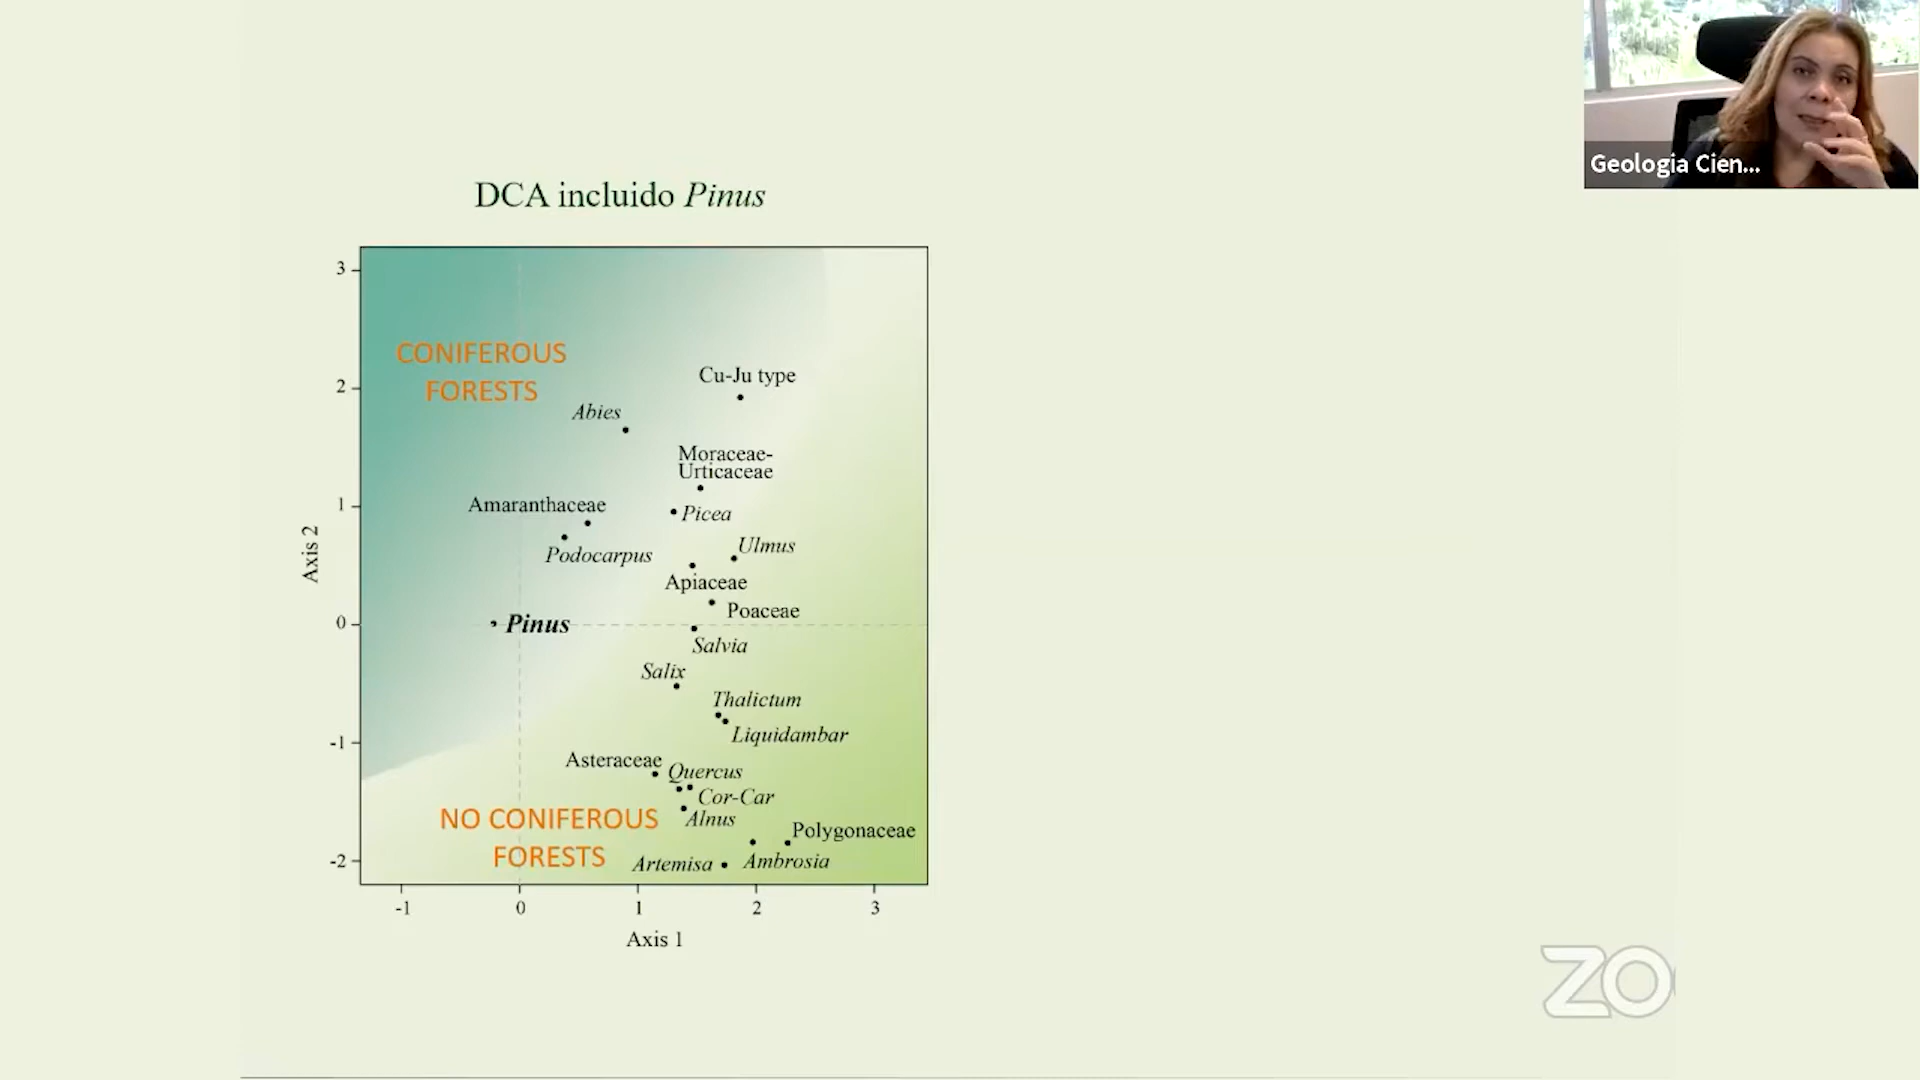 Geologia Cien...
DCA incluido Pinus
3
CONIFEROUS
FORESTS
2
Cu-Ju type
Abies
Moraceae-
Urticaceae
1
Amaranthaceae
Picea
Ulmus
Podocarpus
Axis 2
Apiaceae
Poaceae
0
Pinus
Salvia
Salix
Thalictum
Liquidambar
-1
Asteraceae
Quercus
Cor-Car
NO CONIFEROUS
FORESTS
Alnus
Polygonaceae
-2
Artemisa
Ambrosia
-1 0 1 2 3
Axis 1
ZO